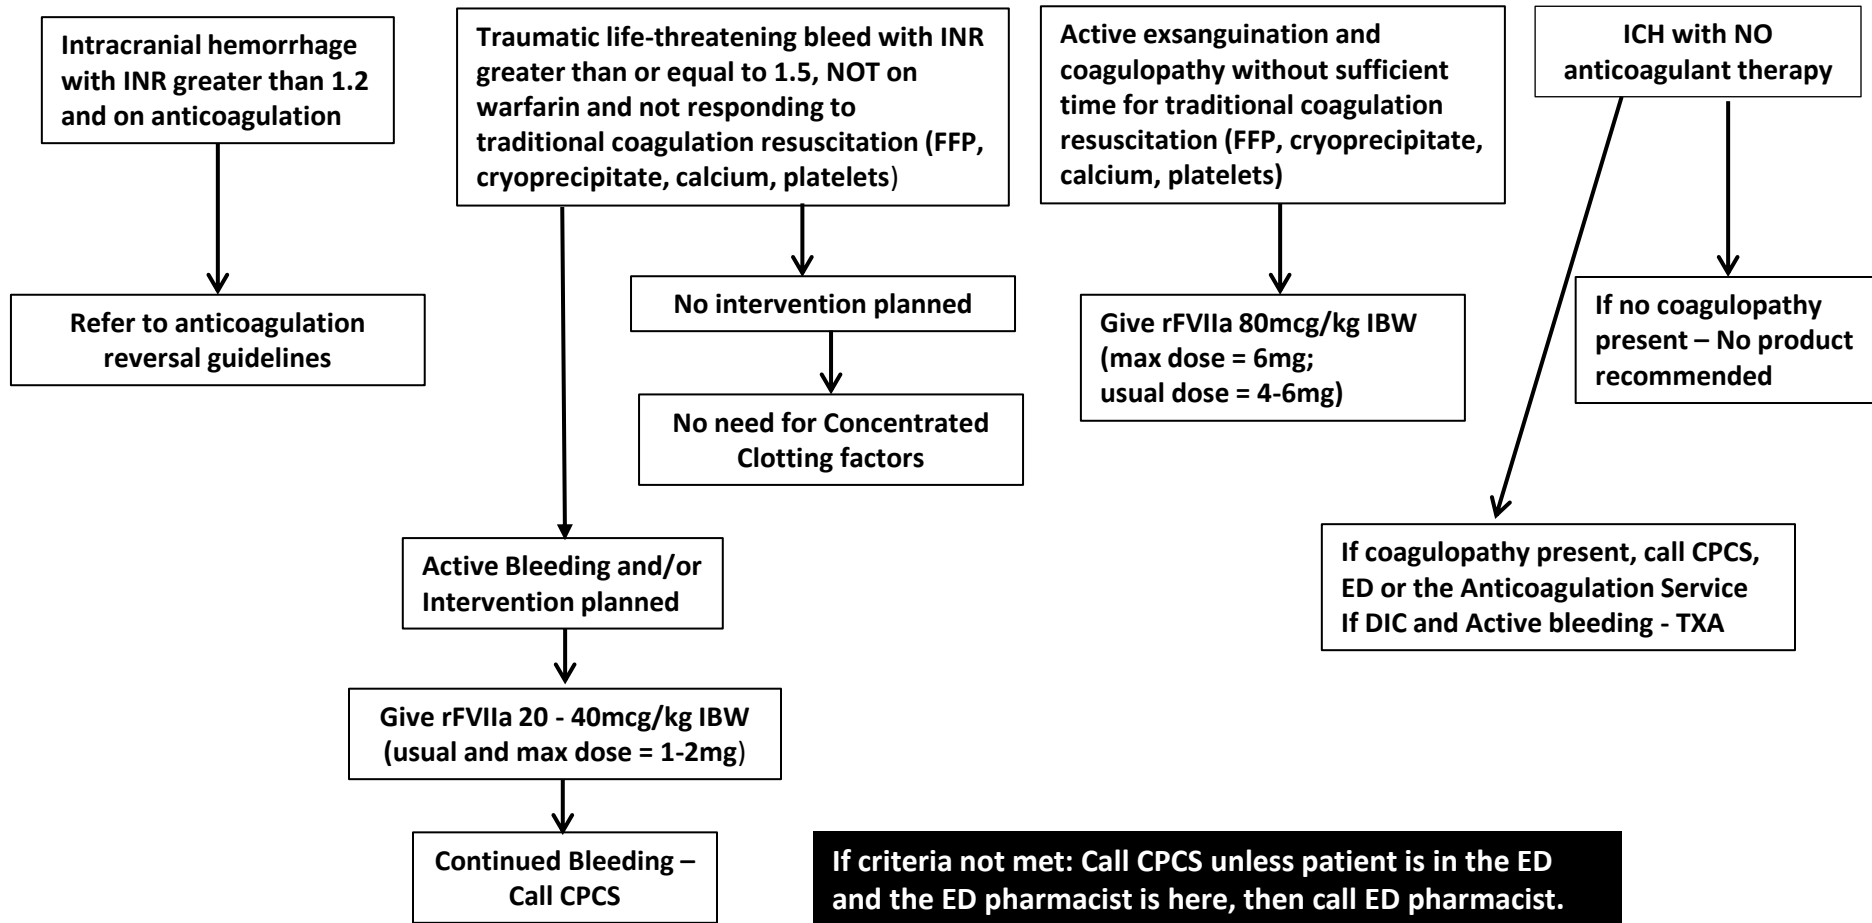 Intracranial hemorrhage
with INR greater than 1.2
and on anticoagulation
Refer to anticoagulation
reversal guidelines
Traumatic life-threatening bleed with INR
greater than or equal to 1.5, NOT on
warfarin and not responding to
traditional coagulation resuscitation (FFP,
cryoprecipitate, calcium, platelets)
No intervention planned
No need for Concentrated
Clotting factors
Active Bleeding and/or
Intervention planned
Give rFVIIa 20 - 40mcg/kg IBW
(usual and max dose = 1-2mg)
Continued Bleeding –
Call CPCS
Active exsanguination and
coagulopathy without sufficient
time for traditional coagulation
resuscitation (FFP, cryoprecipitate,
calcium, platelets)
Give rFVIIa 80mcg/kg IBW
(max dose = 6mg;
usual dose = 4-6mg)
ICH with NO
anticoagulant therapy
If no coagulopathy
present – No product
recommended
If coagulopathy present, call CPCS,
ED or the Anticoagulation Service
If DIC and Active bleeding - TXA
If criteria not met: Call CPCS unless patient is in the ED
and the ED pharmacist is here, then call ED pharmacist.